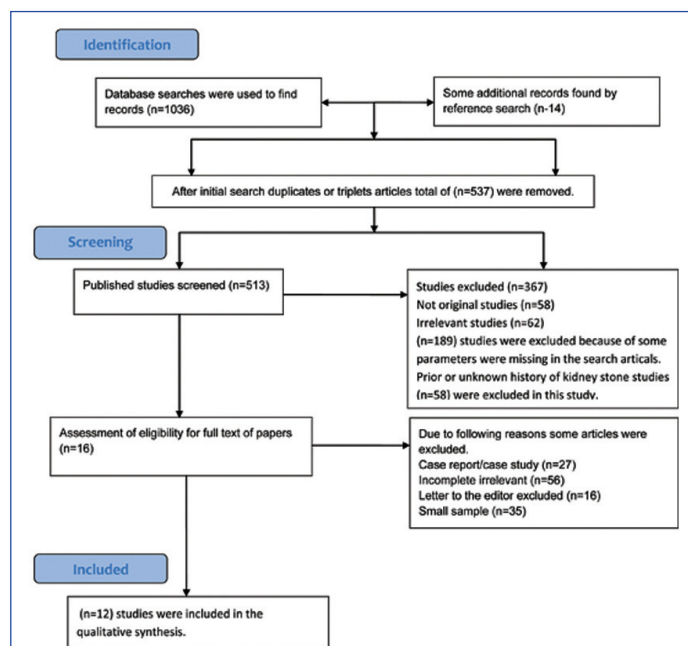 Identification
Database searches were used to find
records (n=1036)
Some additional records found by
reference search (n-14)
After initial search duplicates or triplets articles total of (n=537) were removed.
Screening
Published studies screened (n=513)
Studies excluded (n=367)
Not original studies (n=58)
Irrelevant studies (n=62)
(n=189) studies were excluded because of some
parameters were missing in the search articals.
Prior or unknown history of kidney stone studies
(n=58) were excluded in this study.
Assessment of eligibility for full text of papers
(n=16)
Due to following reasons some articles were
excluded.
Case report/case study (n=27)
Incomplete irrelevant (n=56)
Letter to the editor excluded (n=16)
Small sample (n=35)
Included
(n=12) studies were included in the
qualitative synthesis.